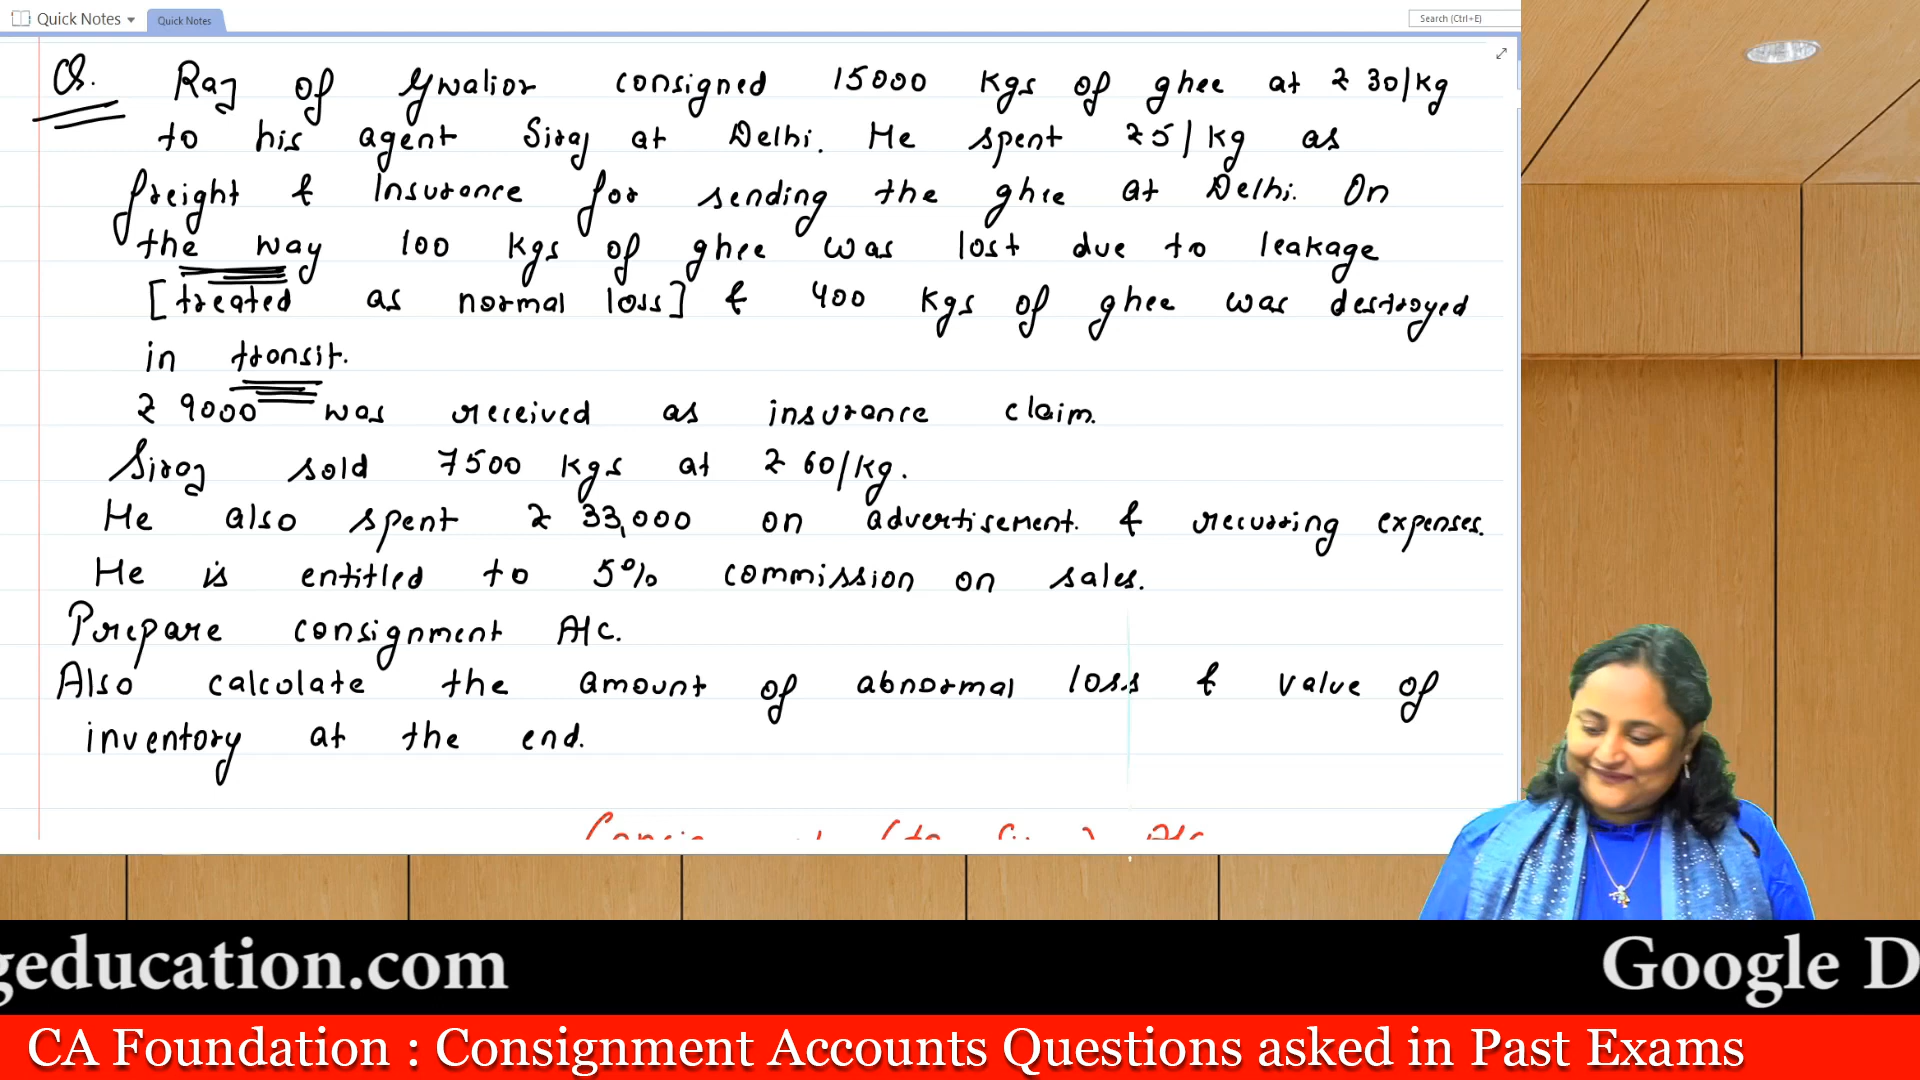 Quick Notes
Quick Notes
Search (Ctrl+E)
Q. Raj of Gwalior consigned 15000 Kgs of ghee at ₹ 30/Kg
to his agent Siraj at Delhi. He spent ₹5/Kg as
freight & Insurance for sending the ghee at Delhi. On
the way 100 Kgs of ghee was lost due to leakage
[treated as normal loss] & 400 Kgs of ghee was destroyed
in transit.
₹ 9000 was received as insurance claim.
Siraj sold 7500 Kgs at ₹ 60/Kg.
He also spent ₹ 33,000 on advertisement & recurring expenses.
He is entitled to 5% commission on sales.
Prepare consignment A/c.
Also calculate the amount of abnormal loss & value of
inventory at the end.
geducation.com
Google D
CA Foundation : Consignment Accounts Questions asked in Past Exams